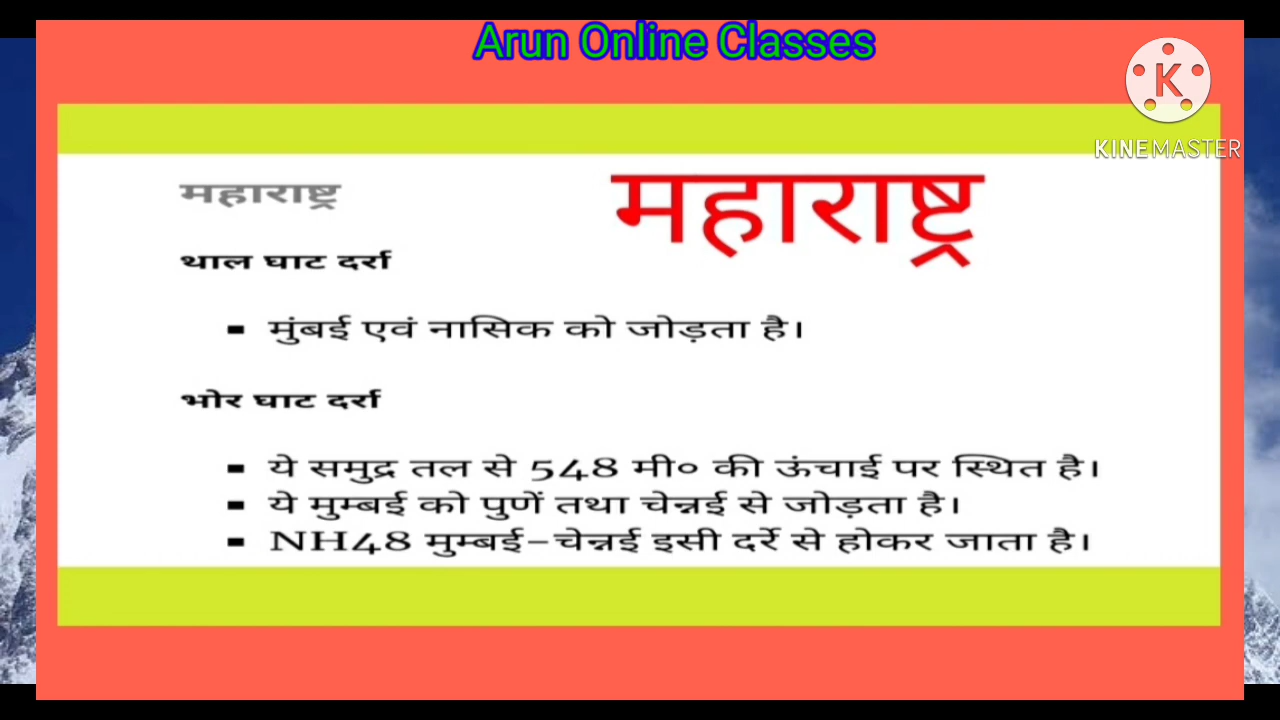 Arun Online Classes
K
KINEMASTER
महाराष्ट्र
महाराष्ट्र
थाल घाट दर्रा
▪ मुंबई एवं नासिक को जोड़ता है।
भोर घाट दर्रा
▪ ये समुद्र तल से 548 मी० की ऊंचाई पर स्थित है।
▪ ये मुम्बई को पुणें तथा चेन्नई से जोड़ता है।
▪ NH48 मुम्बई-चेन्नई इसी दर्रे से होकर जाता है।